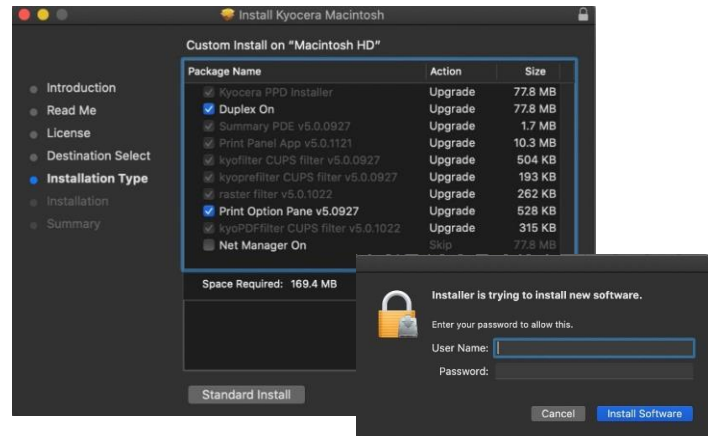 Install Kyocera Macintosh
Custom Install on "Macintosh HD"
Introduction
Read Me
License
Destination Select
Installation Type
Installation
Summary
Package Name Action Size
Kyocera PPD Installer Upgrade 77.8 MB
Duplex On Upgrade 77.8 MB
Summary PDE v5.0.0927 Upgrade 1.7 MB
Print Panel App v5.0.1121 Upgrade 10.3 MB
kyofilter CUPS filter v5.0.0927 Upgrade 504 KB
kyoprefilter CUPS filter v5.0.0927 Upgrade 193 KB
raster filter v5.0.1022 Upgrade 262 KB
Print Option Pane v5.0927 Upgrade 528 KB
kyoPDFfilter CUPS filter v5.0.1022 Upgrade 315 KB
Net Manager On Skip 77.8 MB
Space Required: 169.4 MB
Standard Install
Installer is trying to install new software.
Enter your password to allow this.
User Name:
Password:
Cancel Install Software